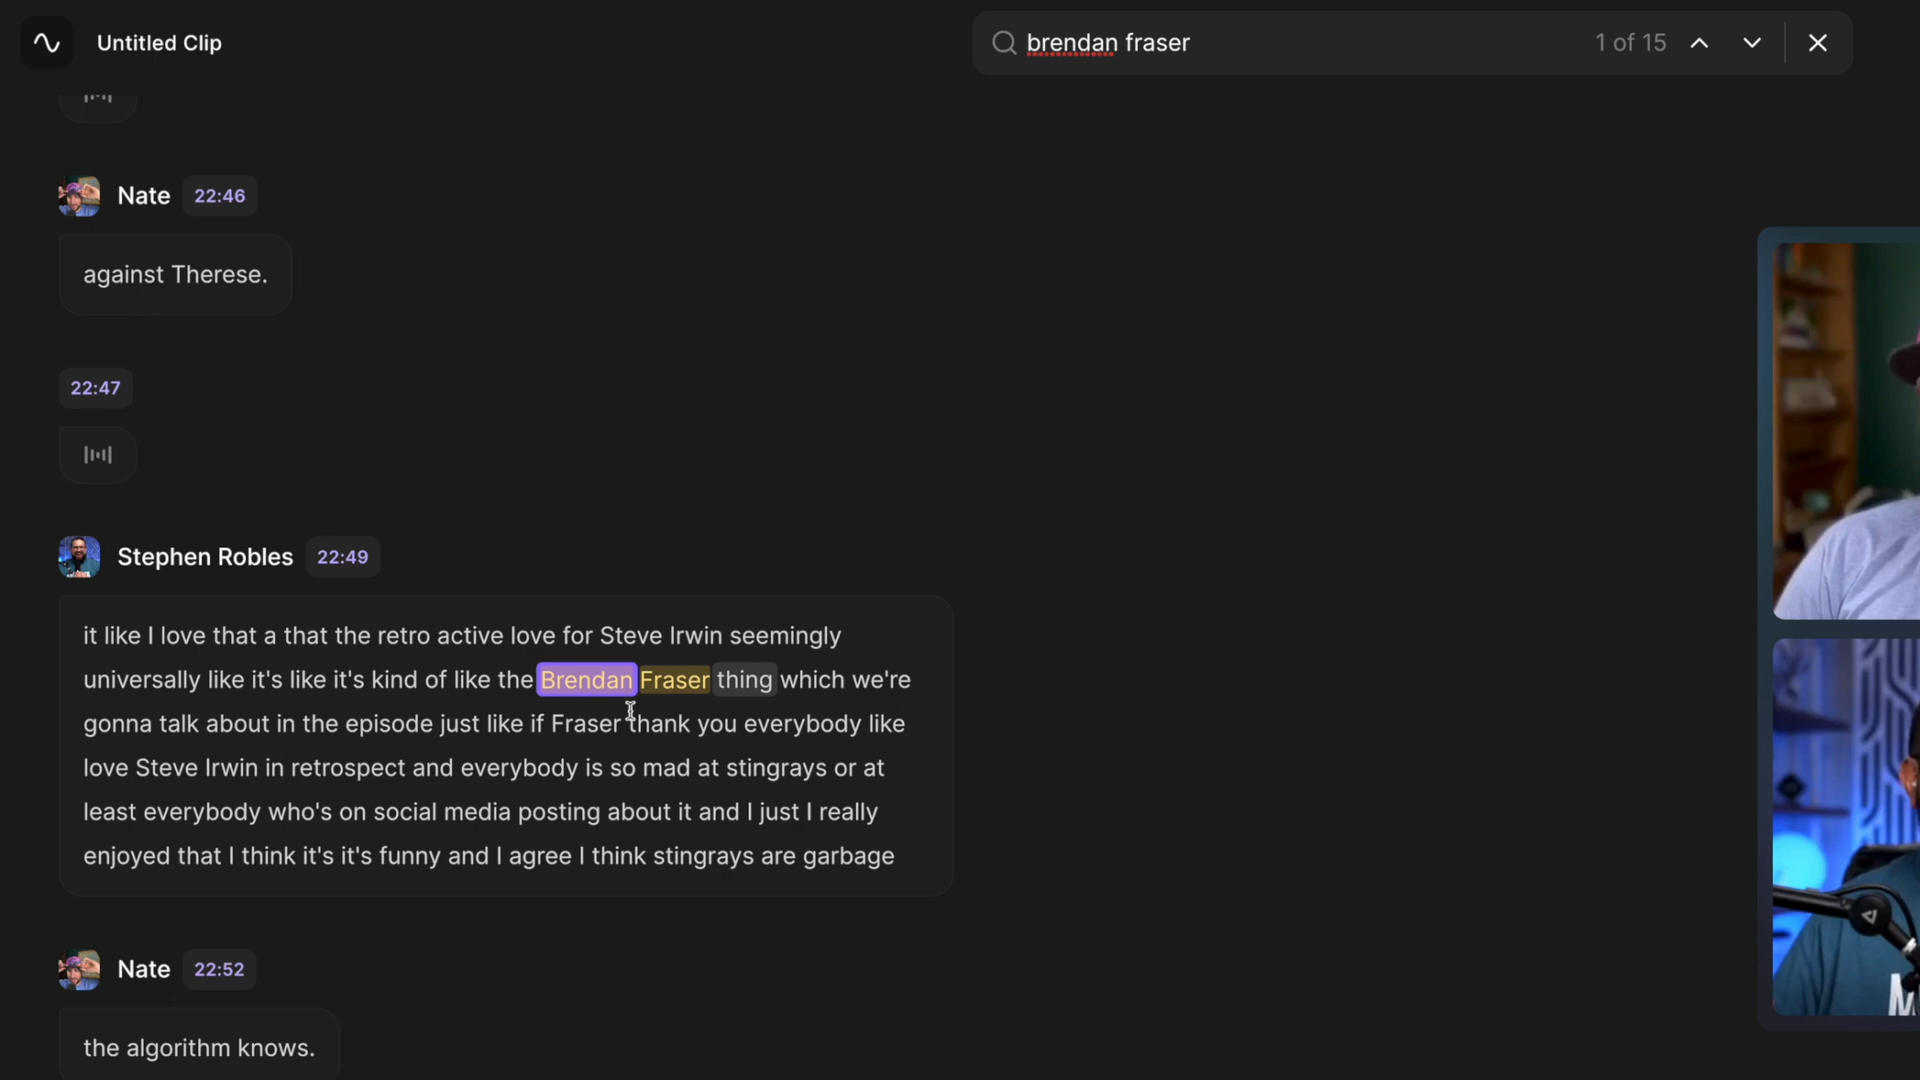 Untitled Clip
brendan fraser
1 of 15
Nate 22:46
against Therese.
22:47
Stephen Robles 22:49
it like I love that a that the retro active love for Steve Irwin seemingly
universally like it's like it's kind of like the Brendan Fraser thing which we're
gonna talk about in the episode just like if Fraser thank you everybody like
love Steve Irwin in retrospect and everybody is so mad at stingrays or at
least everybody who's on social media posting about it and I just I really
enjoyed that I think it's it's funny and I agree I think stingrays are garbage
Nate 22:52
the algorithm knows.